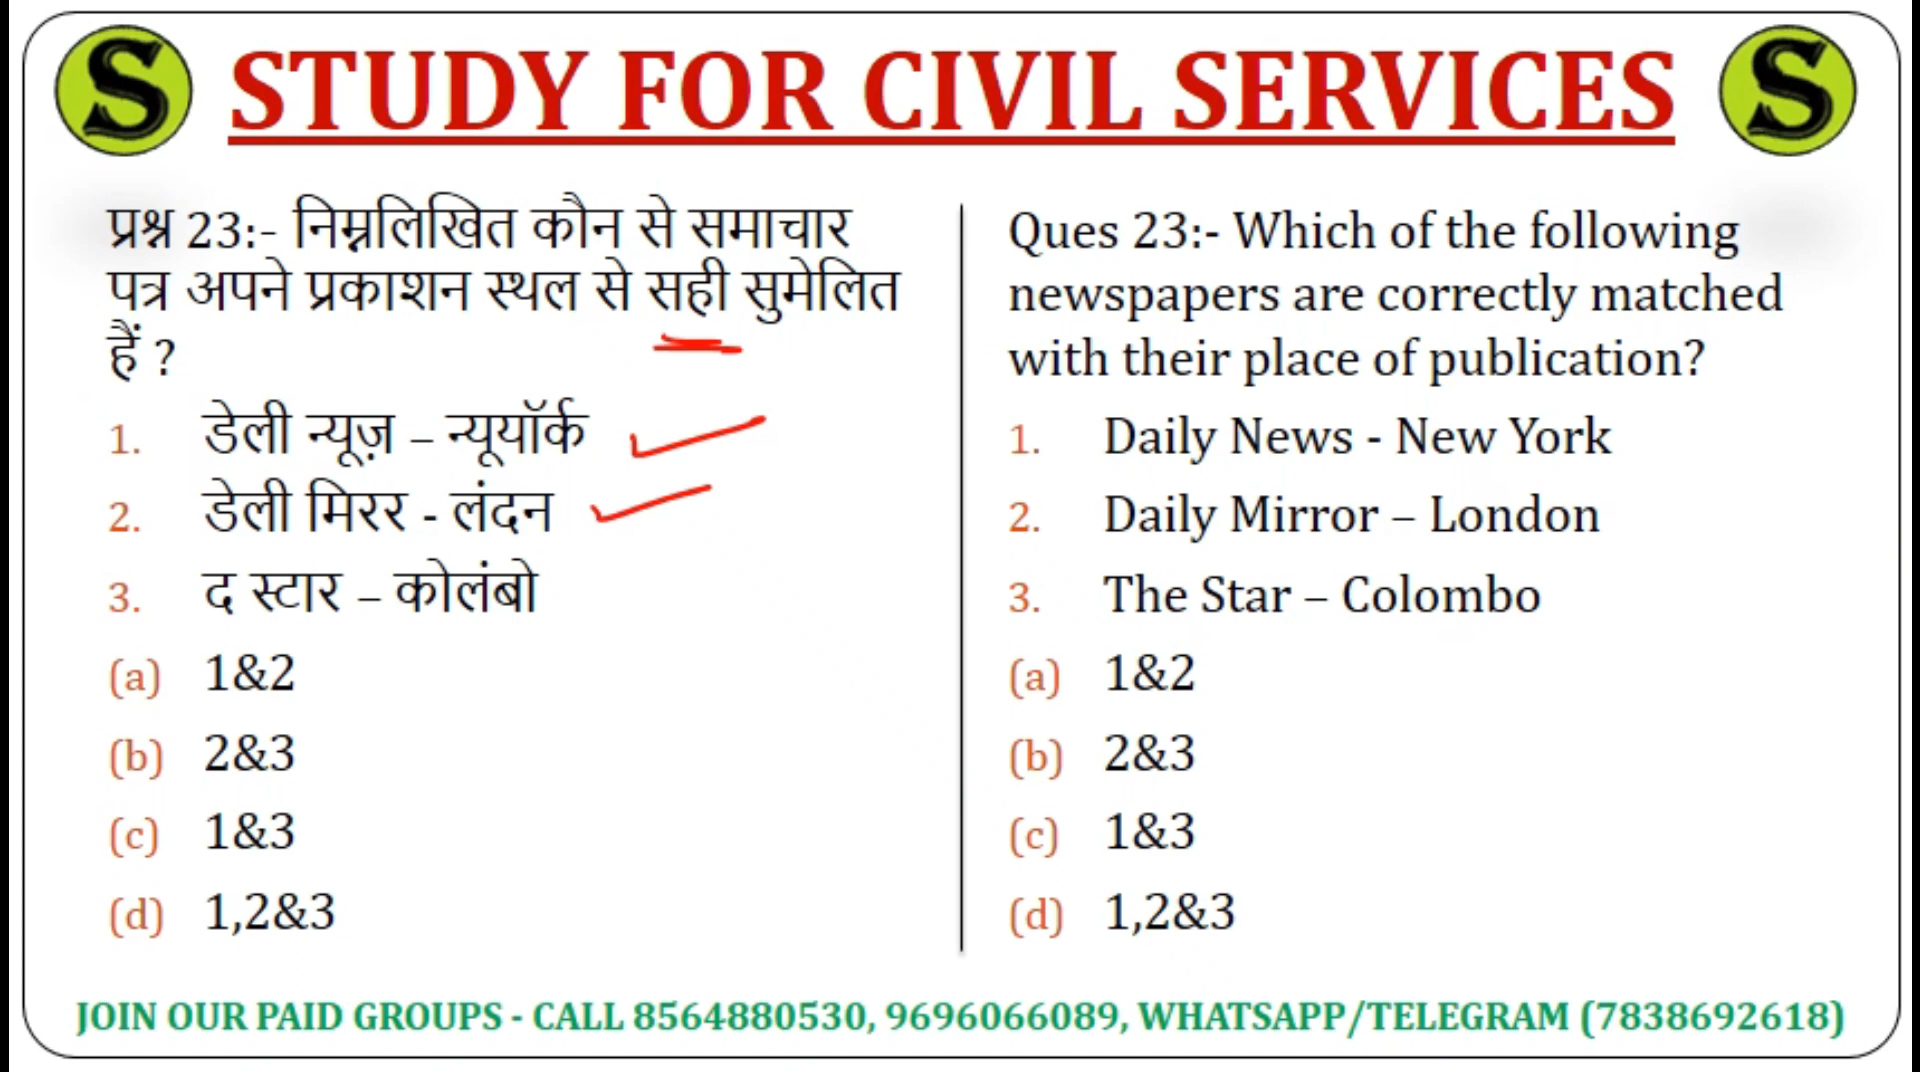 S STUDY FOR CIVIL SERVICES S
प्रश्न 23:- निम्नलिखित कौन से समाचार
पत्र अपने प्रकाशन स्थल से सही सुमेलित
हैं ?
1. डेली न्यूज़ – न्यूयॉर्क
2. डेली मिरर - लंदन
3. द स्टार – कोलंबो
(a) 1&2
(b) 2&3
(c) 1&3
(d) 1,2&3
Ques 23:- Which of the following
newspapers are correctly matched
with their place of publication?
1. Daily News - New York
2. Daily Mirror – London
3. The Star – Colombo
(a) 1&2
(b) 2&3
(c) 1&3
(d) 1,2&3
JOIN OUR PAID GROUPS - CALL 8564880530, 9696066089, WHATSAPP/TELEGRAM (7838692618)